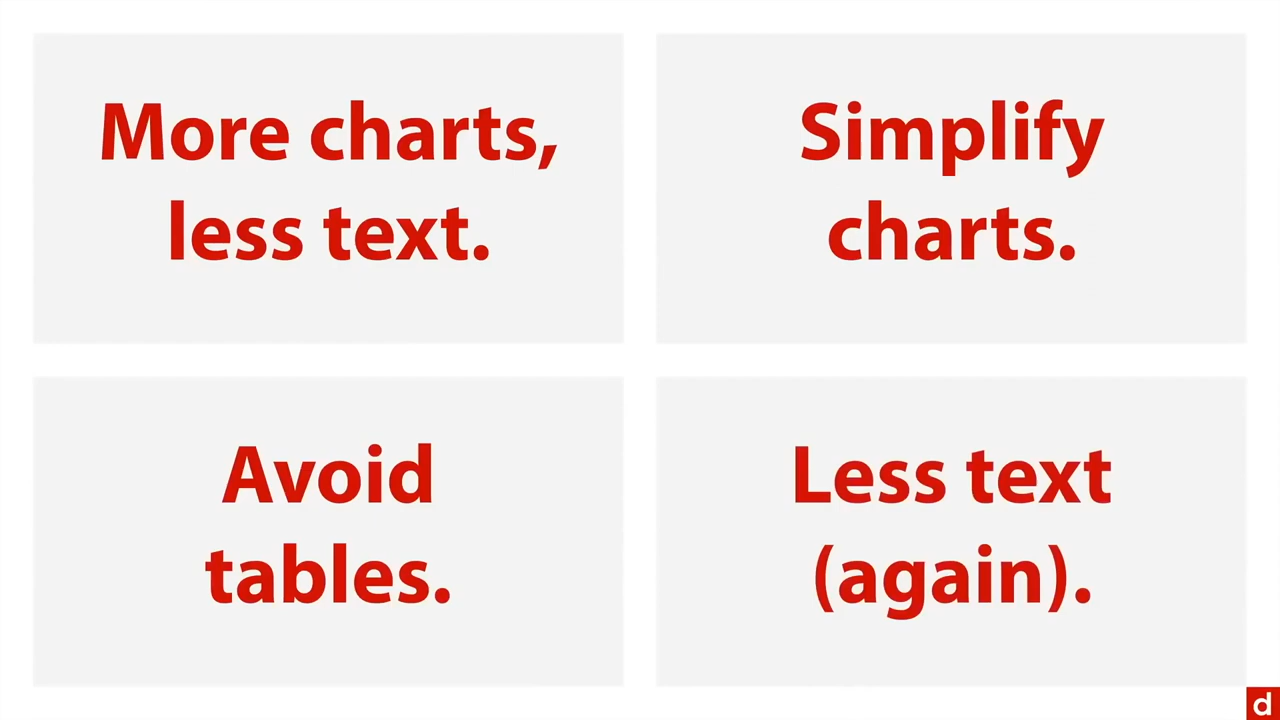 More charts,
less text.
Simplify
charts.
Avoid
tables.
Less text
(again).
d